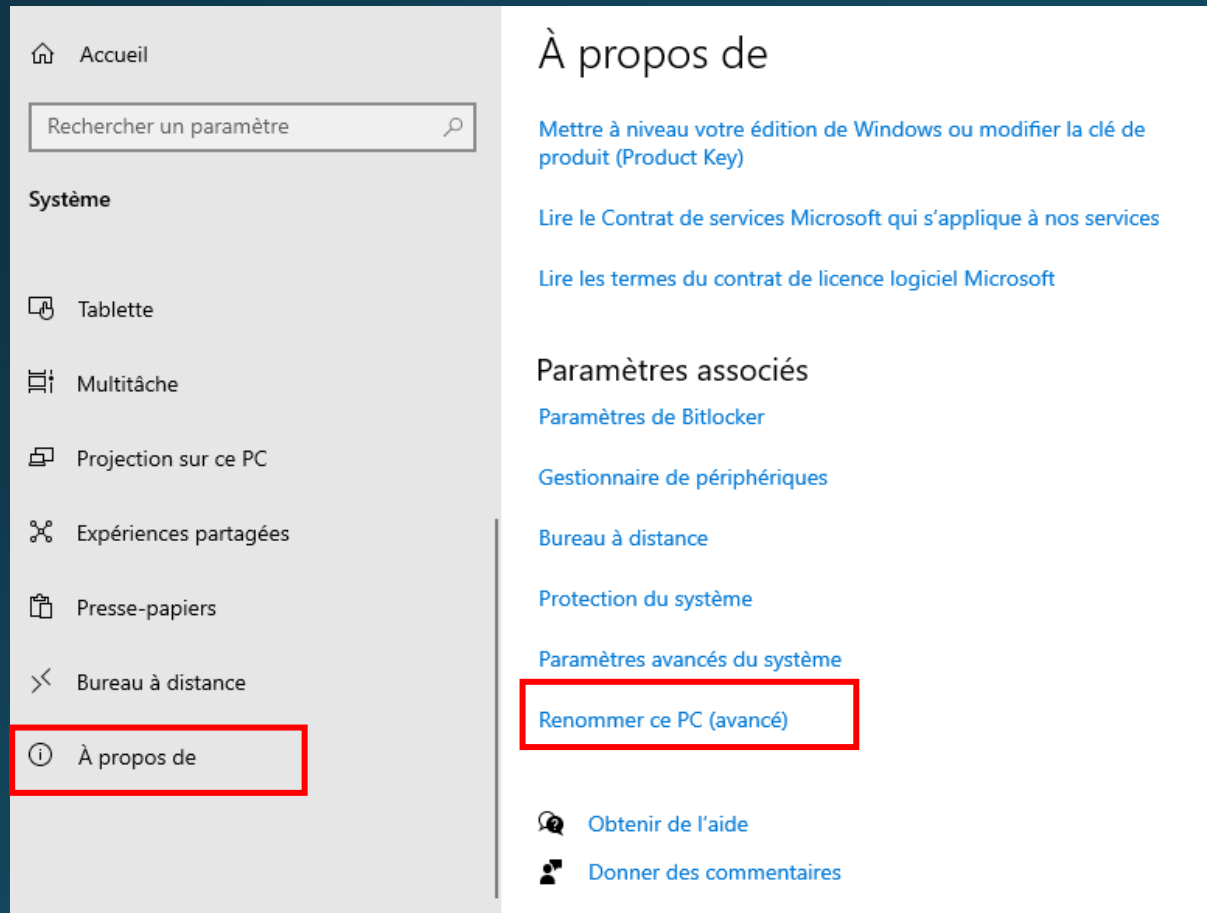 Accueil
Rechercher un paramètre
Système
Tablette
Multitâche
Projection sur ce PC
Expériences partagées
Presse-papiers
Bureau à distance
À propos de
À propos de
Mettre à niveau votre édition de Windows ou modifier la clé de
produit (Product Key)
Lire le Contrat de services Microsoft qui s’applique à nos services
Lire les termes du contrat de licence logiciel Microsoft
Paramètres associés
Paramètres de Bitlocker
Gestionnaire de périphériques
Bureau à distance
Protection du système
Paramètres avancés du système
Renommer ce PC (avancé)
Obtenir de l’aide
Donner des commentaires